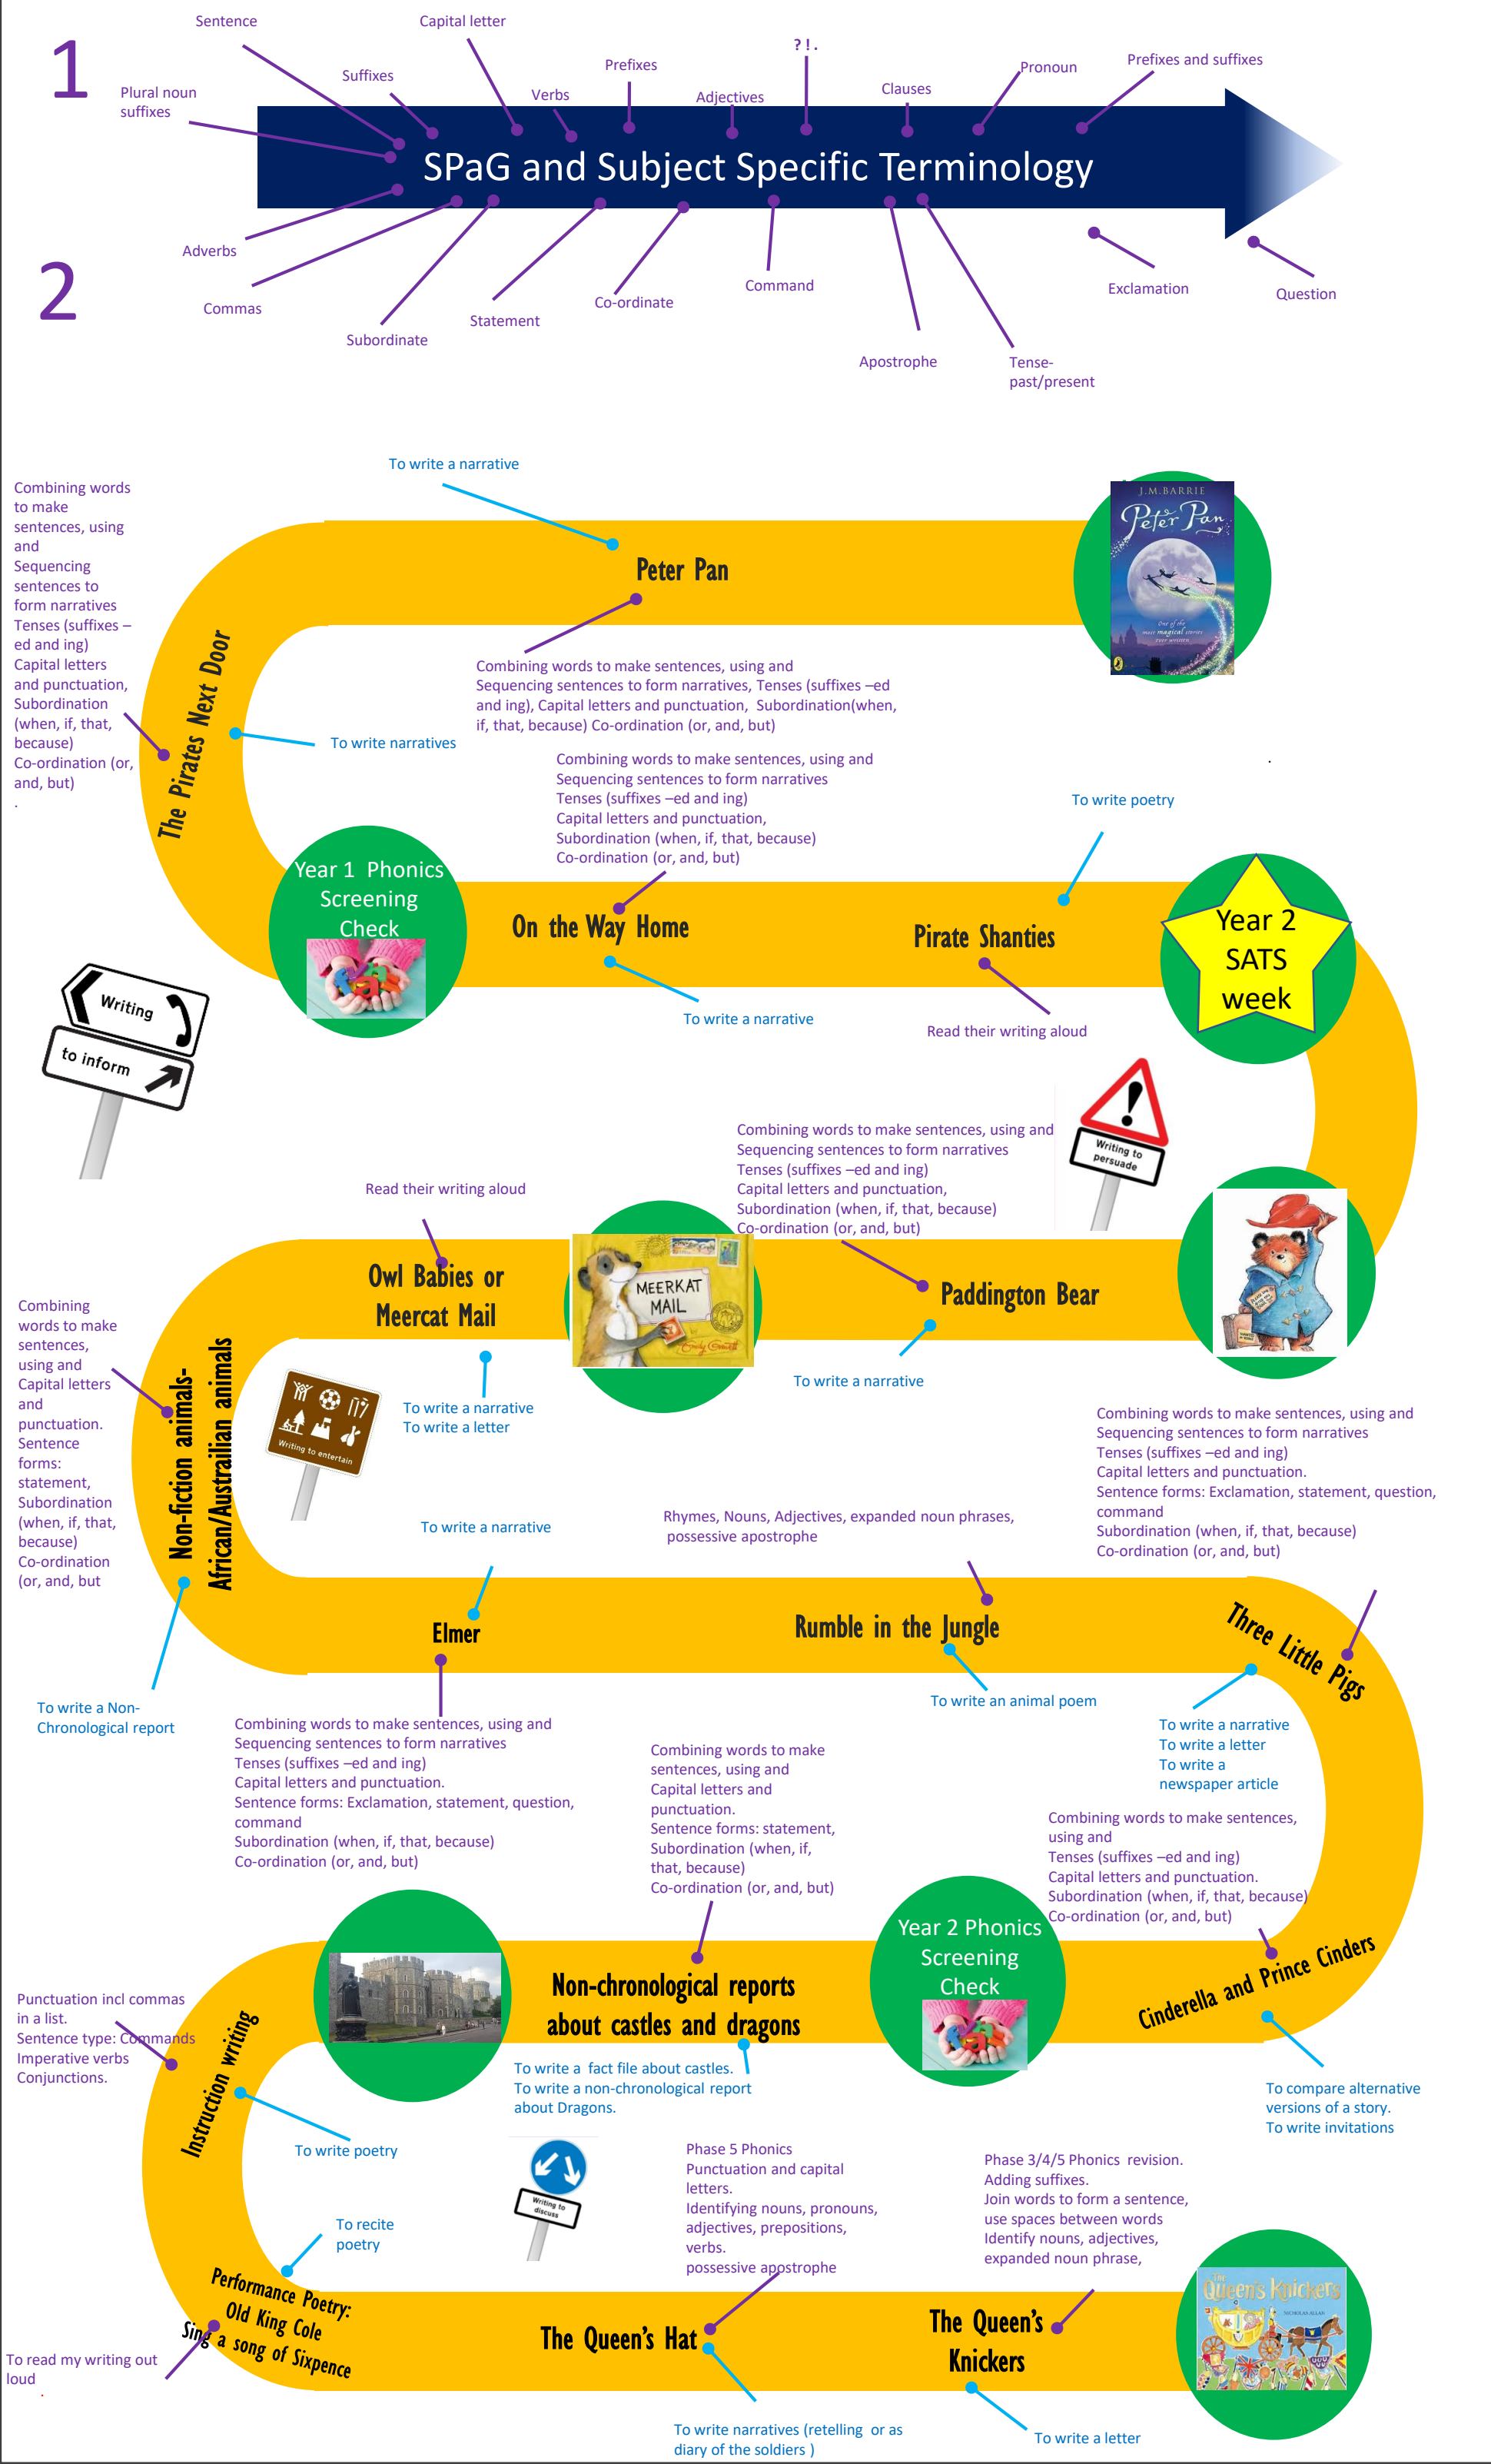 1
Sentence
Capital letter
? ! .
Plural noun
suffixes
Suffixes
Verbs
Prefixes
Adjectives
Clauses
Pronoun
Prefixes and suffixes
SPaG and Subject Specific Terminology
2
Adverbs
Commas
Subordinate
Statement
Co-ordinate
Command
Apostrophe
Tense-
past/present
Exclamation
Question
To write a narrative
Peter Pan
J.M.BARRIE
Peter Pan
One of the
most magical stories
ever written
Combining words to make sentences, using and
Sequencing sentences to form narratives, Tenses (suffixes –ed
and ing), Capital letters and punctuation, Subordination(when,
if, that, because) Co-ordination (or, and, but)
Combining words
to make
sentences, using
and
Sequencing
sentences to
form narratives
Tenses (suffixes –
ed and ing)
Capital letters
and punctuation,
Subordination
(when, if, that,
because)
Co-ordination (or,
and, but)
.
The Pirates Next Door
To write narratives
Combining words to make sentences, using and
Sequencing sentences to form narratives
Tenses (suffixes –ed and ing)
Capital letters and punctuation,
Subordination (when, if, that, because)
Co-ordination (or, and, but)
.
To write poetry
Year 1 Phonics
Screening
Check
On the Way Home
Pirate Shanties
Year 2
SATS
week
To write a narrative
Read their writing aloud
Writing
to inform
Writing to
persuade
Combining words to make sentences, using and
Sequencing sentences to form narratives
Tenses (suffixes –ed and ing)
Capital letters and punctuation,
Subordination (when, if, that, because)
Co-ordination (or, and, but)
Read their writing aloud
Owl Babies or
Meercat Mail
MEERKAT
MAIL
Emily Gravett
Paddington Bear
To write a narrative
To write a narrative
To write a letter
Combining
words to make
sentences,
using and
Capital letters
and
punctuation.
Sentence
forms:
statement,
Subordination
(when, if, that,
because)
Co-ordination
(or, and, but
Non-fiction animals-
African/Austrailian animals
Writing to entertain
To write a Non-
Chronological report
To write a narrative
Elmer
Rhymes, Nouns, Adjectives, expanded noun phrases,
possessive apostrophe
Rumble in the Jungle
To write an animal poem
Combining words to make sentences, using and
Sequencing sentences to form narratives
Tenses (suffixes –ed and ing)
Capital letters and punctuation.
Sentence forms: Exclamation, statement, question,
command
Subordination (when, if, that, because)
Co-ordination (or, and, but)
Three Little Pigs
To write a narrative
To write a letter
To write a
newspaper article
Combining words to make sentences, using and
Sequencing sentences to form narratives
Tenses (suffixes –ed and ing)
Capital letters and punctuation.
Sentence forms: Exclamation, statement, question,
command
Subordination (when, if, that, because)
Co-ordination (or, and, but)
Combining words to make
sentences, using and
Capital letters and
punctuation.
Sentence forms: statement,
Subordination (when, if,
that, because)
Co-ordination (or, and, but)
Combining words to make sentences,
using and
Tenses (suffixes –ed and ing)
Capital letters and punctuation.
Subordination (when, if, that, because)
Co-ordination (or, and, but)
Year 2 Phonics
Screening
Check
Cinderella and Prince Cinders
To compare alternative
versions of a story.
To write invitations
Non-chronological reports
about castles and dragons
To write a fact file about castles.
To write a non-chronological report
about Dragons.
Punctuation incl commas
in a list.
Sentence type: Commands
Imperative verbs
Conjunctions.
Instruction writing
To write poetry
Writing to
discuss
To recite
poetry
Performance Poetry:
Old King Cole
Sing a song of Sixpence
To read my writing out
loud
.
Phase 5 Phonics
Punctuation and capital
letters.
Identifying nouns, pronouns,
adjectives, prepositions,
verbs.
possessive apostrophe
The Queen's Hat
To write narratives (retelling or as
diary of the soldiers )
Phase 3/4/5 Phonics revision.
Adding suffixes.
Join words to form a sentence,
use spaces between words
Identify nouns, adjectives,
expanded noun phrase,
The Queen's
Knickers
To write a letter
The
Queen's Knickers
NICHOLAS ALLAN